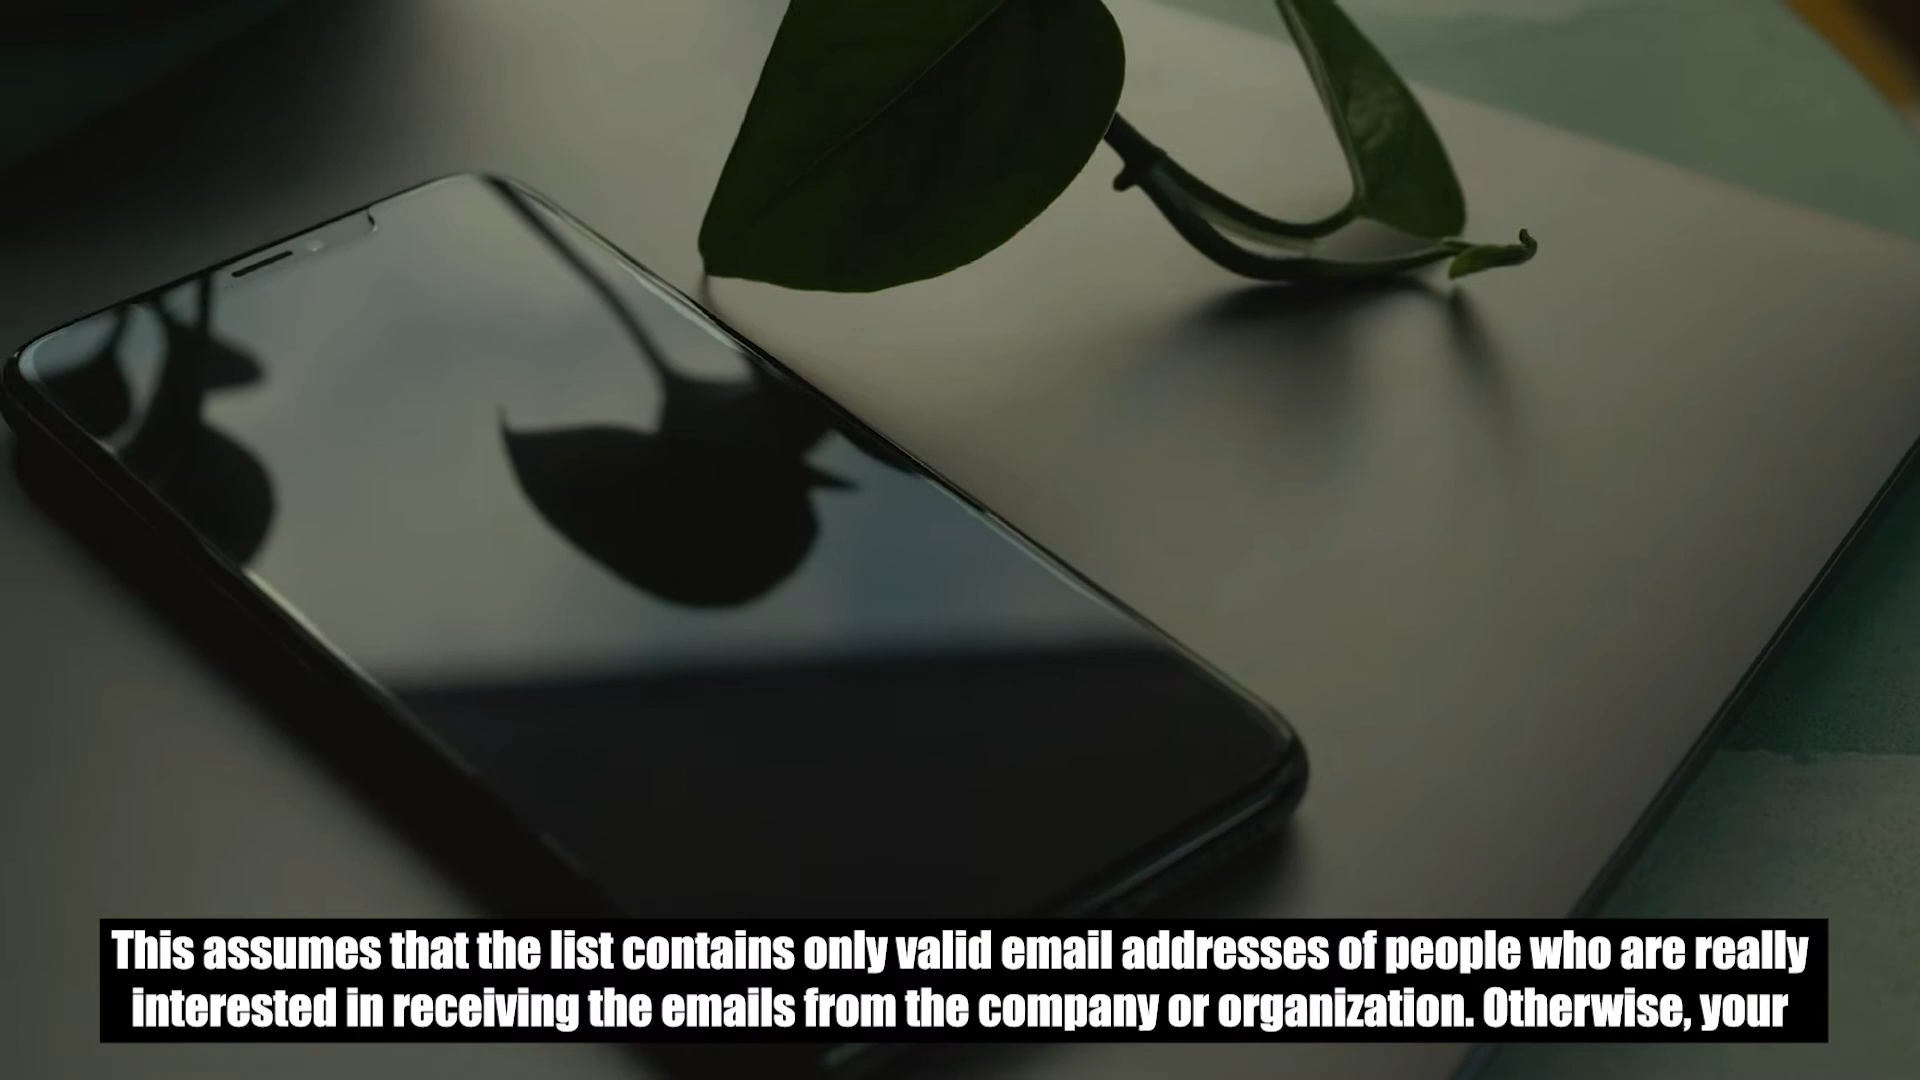 This assumes that the list contains only valid email addresses of people who are really
interested in receiving the emails from the company or organization. Otherwise, your